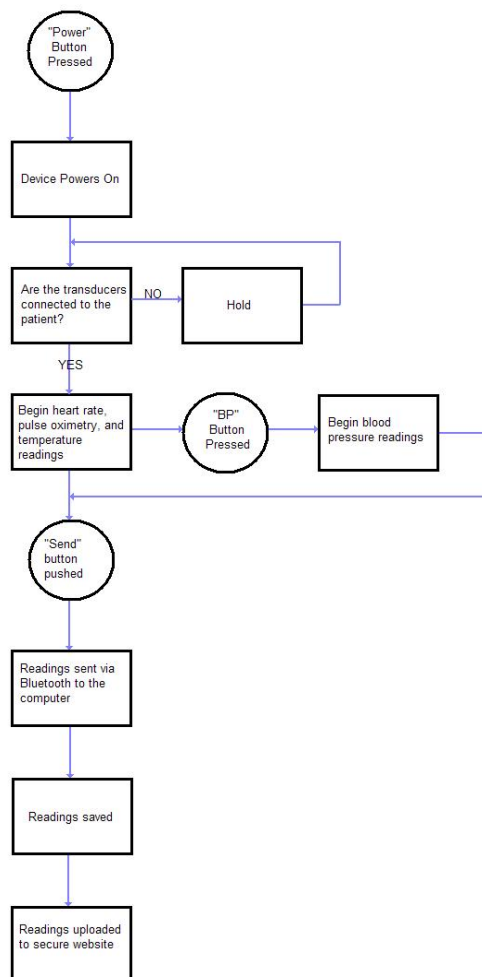 "Power"
Button
Pressed
Device Powers On
Are the transducers
connected to the
patient?
NO
Hold
YES
Begin heart rate,
pulse oximetry, and
temperature
readings
"BP"
Button
Pressed
Begin blood
pressure readings
"Send"
button
pushed
Readings sent via
Bluetooth to the
computer
Readings saved
Readings uploaded
to secure website